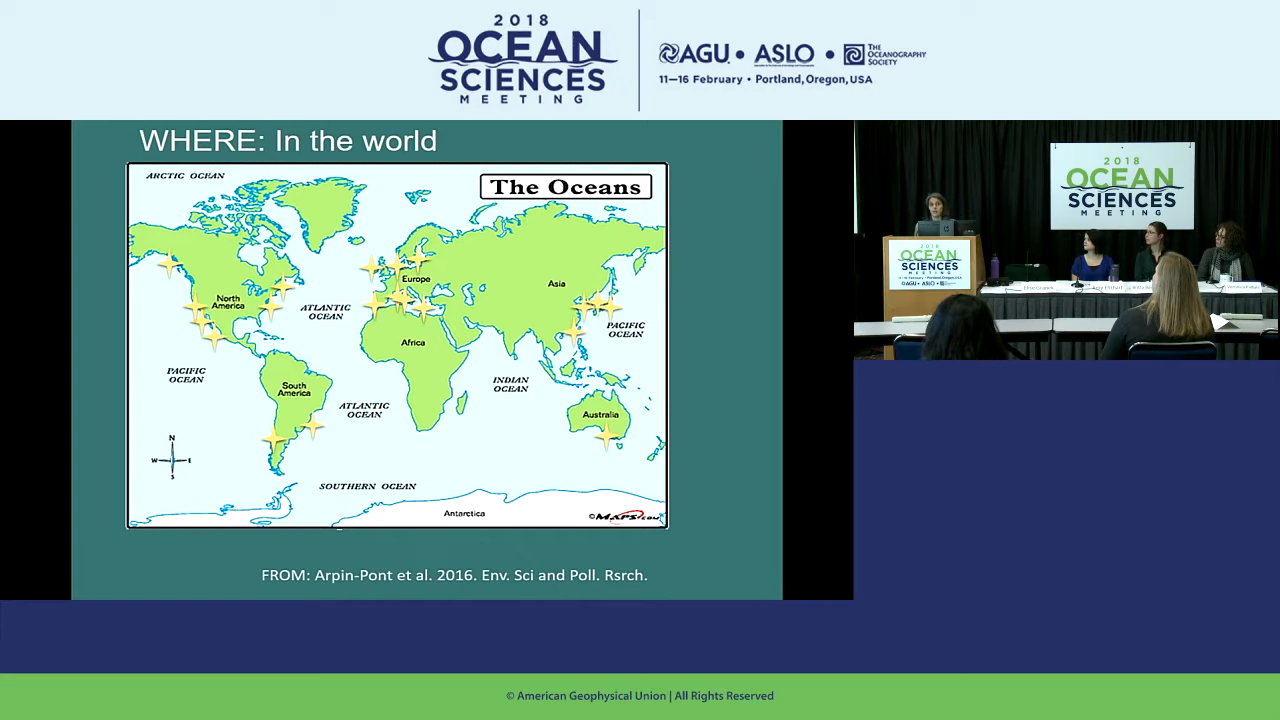 2018
OCEAN
SCIENCES
MEETING
AGU • ASLO • THE OCEANOGRAPHY SOCIETY
11–16 February • Portland, Oregon, USA
WHERE: In the world
The Oceans
ARCTIC OCEAN
North
America
ATLANTIC
OCEAN
Europe
Asia
PACIFIC
OCEAN
Africa
PACIFIC
OCEAN
South
America
ATLANTIC
OCEAN
INDIAN
OCEAN
Australia
N
W E
S
SOUTHERN OCEAN
Antarctica
©MAPS.COM
FROM: Arpin-Pont et al. 2016. Env. Sci and Poll. Rsrch.
2018
OCEAN
SCIENCES
MEETING
2018
OCEAN
SCIENCES
MEETING
AGU • ASLO •
© American Geophysical Union | All Rights Reserved